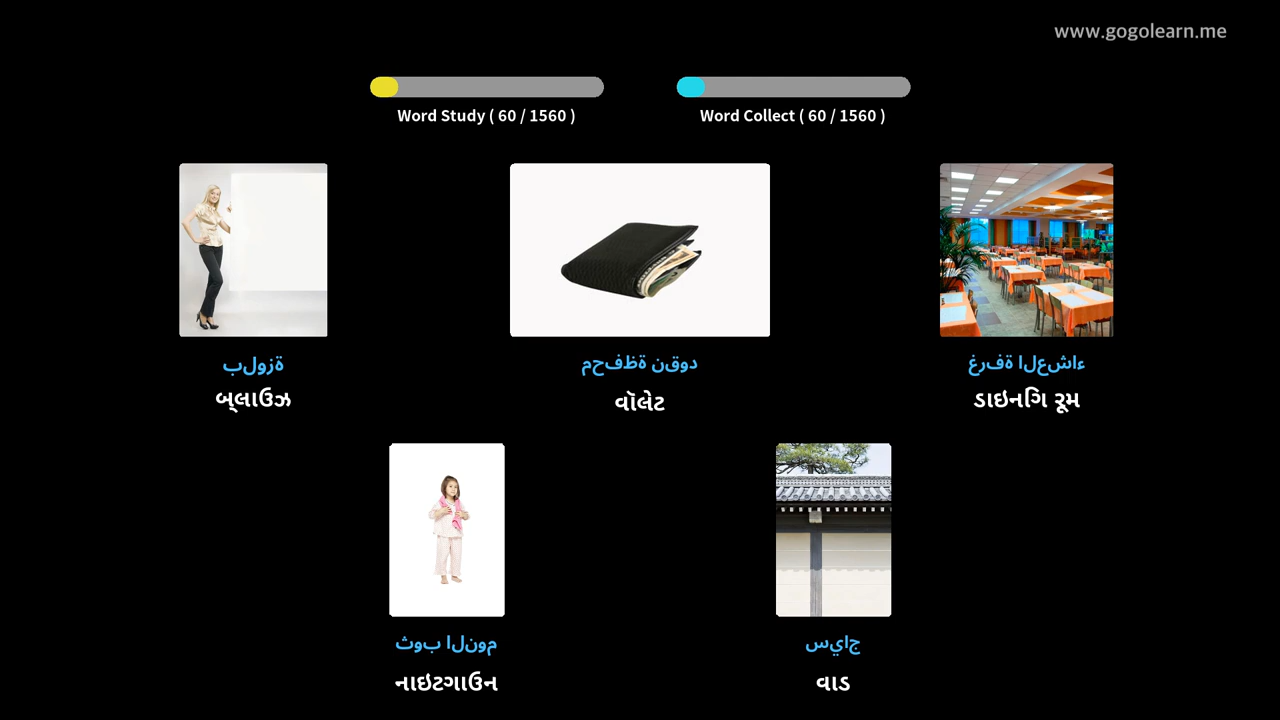 www.gogolearn.me
Word Study ( 60 / 1560 )
Word Collect ( 60 / 1560 )
بلوزة
બ્લાઉઝ
محفظة نقود
વૉલેટ
غرفة العشاء
ડાઇનિગ રૂમ
ثوب النوم
નાઇટગાઉન
سياج
વાડ